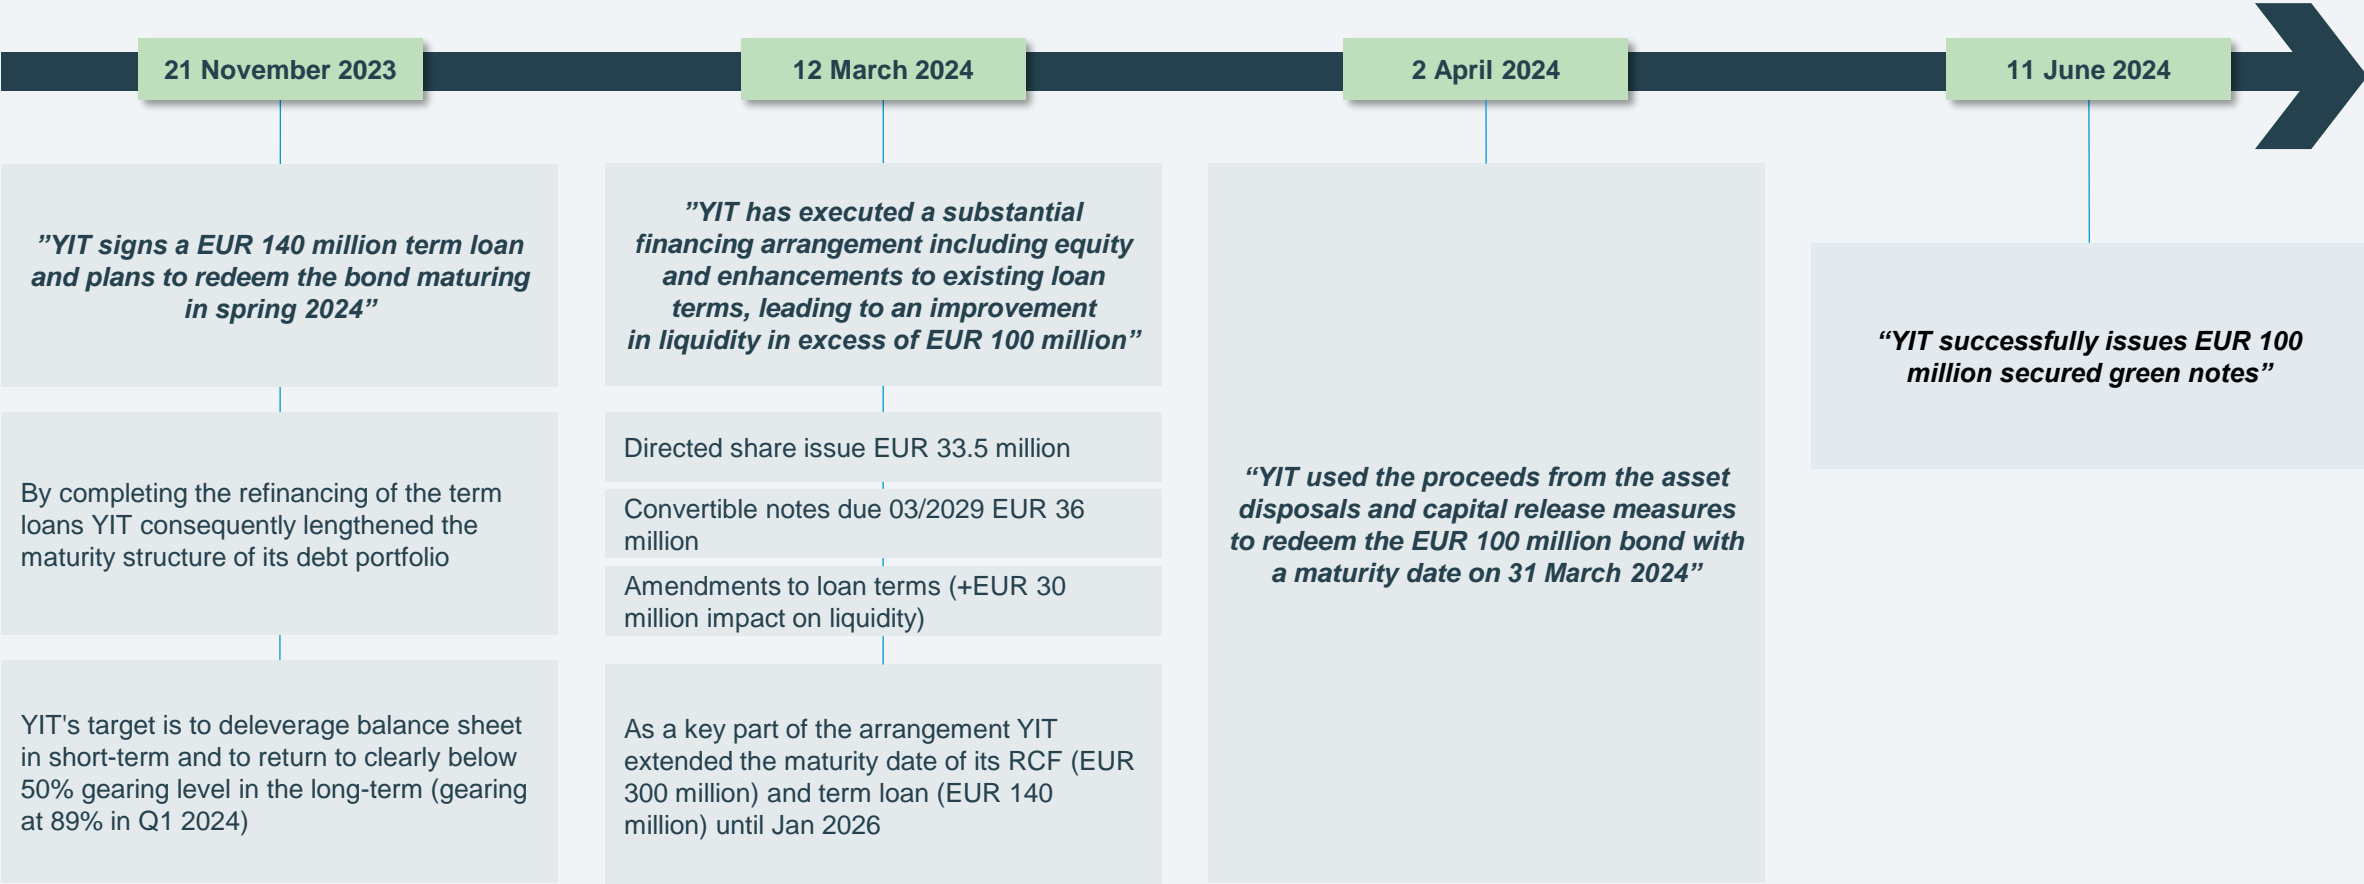 21 November 2023
12 March 2024
2 April 2024
11 June 2024
”YIT signs a EUR 140 million term loan
and plans to redeem the bond maturing
in spring 2024”
By completing the refinancing of the term
loans YIT consequently lengthened the
maturity structure of its debt portfolio
YIT's target is to deleverage balance sheet
in short-term and to return to clearly below
50% gearing level in the long-term (gearing
at 89% in Q1 2024)
”YIT has executed a substantial
financing arrangement including equity
and enhancements to existing loan
terms, leading to an improvement
in liquidity in excess of EUR 100 million”
Directed share issue EUR 33.5 million
Convertible notes due 03/2029 EUR 36
million
Amendments to loan terms (+EUR 30
million impact on liquidity)
As a key part of the arrangement YIT
extended the maturity date of its RCF (EUR
300 million) and term loan (EUR 140
million) until Jan 2026
“YIT used the proceeds from the asset
disposals and capital release measures
to redeem the EUR 100 million bond with
a maturity date on 31 March 2024”
“YIT successfully issues EUR 100
million secured green notes”